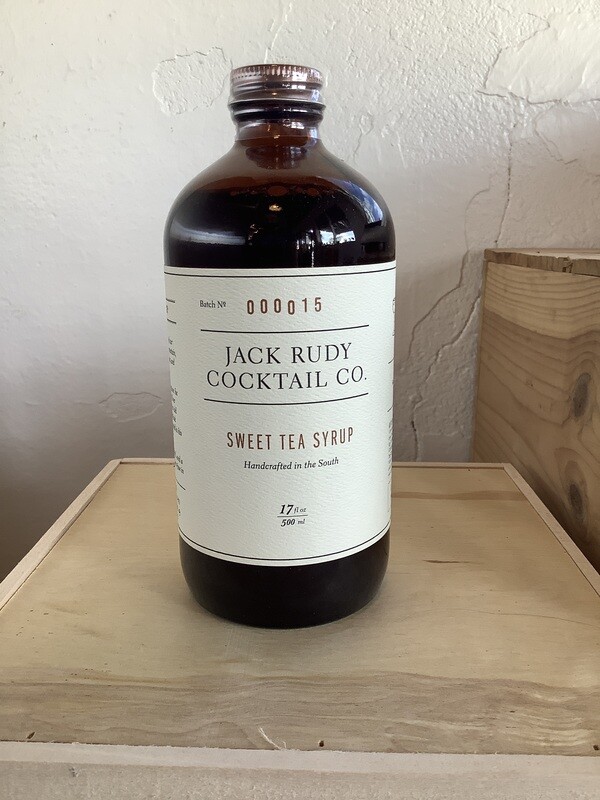 Batch Nº 000015
JACK RUDY
COCKTAIL CO.
SWEET TEA SYRUP
Handcrafted in the South
17 fl oz
500 ml